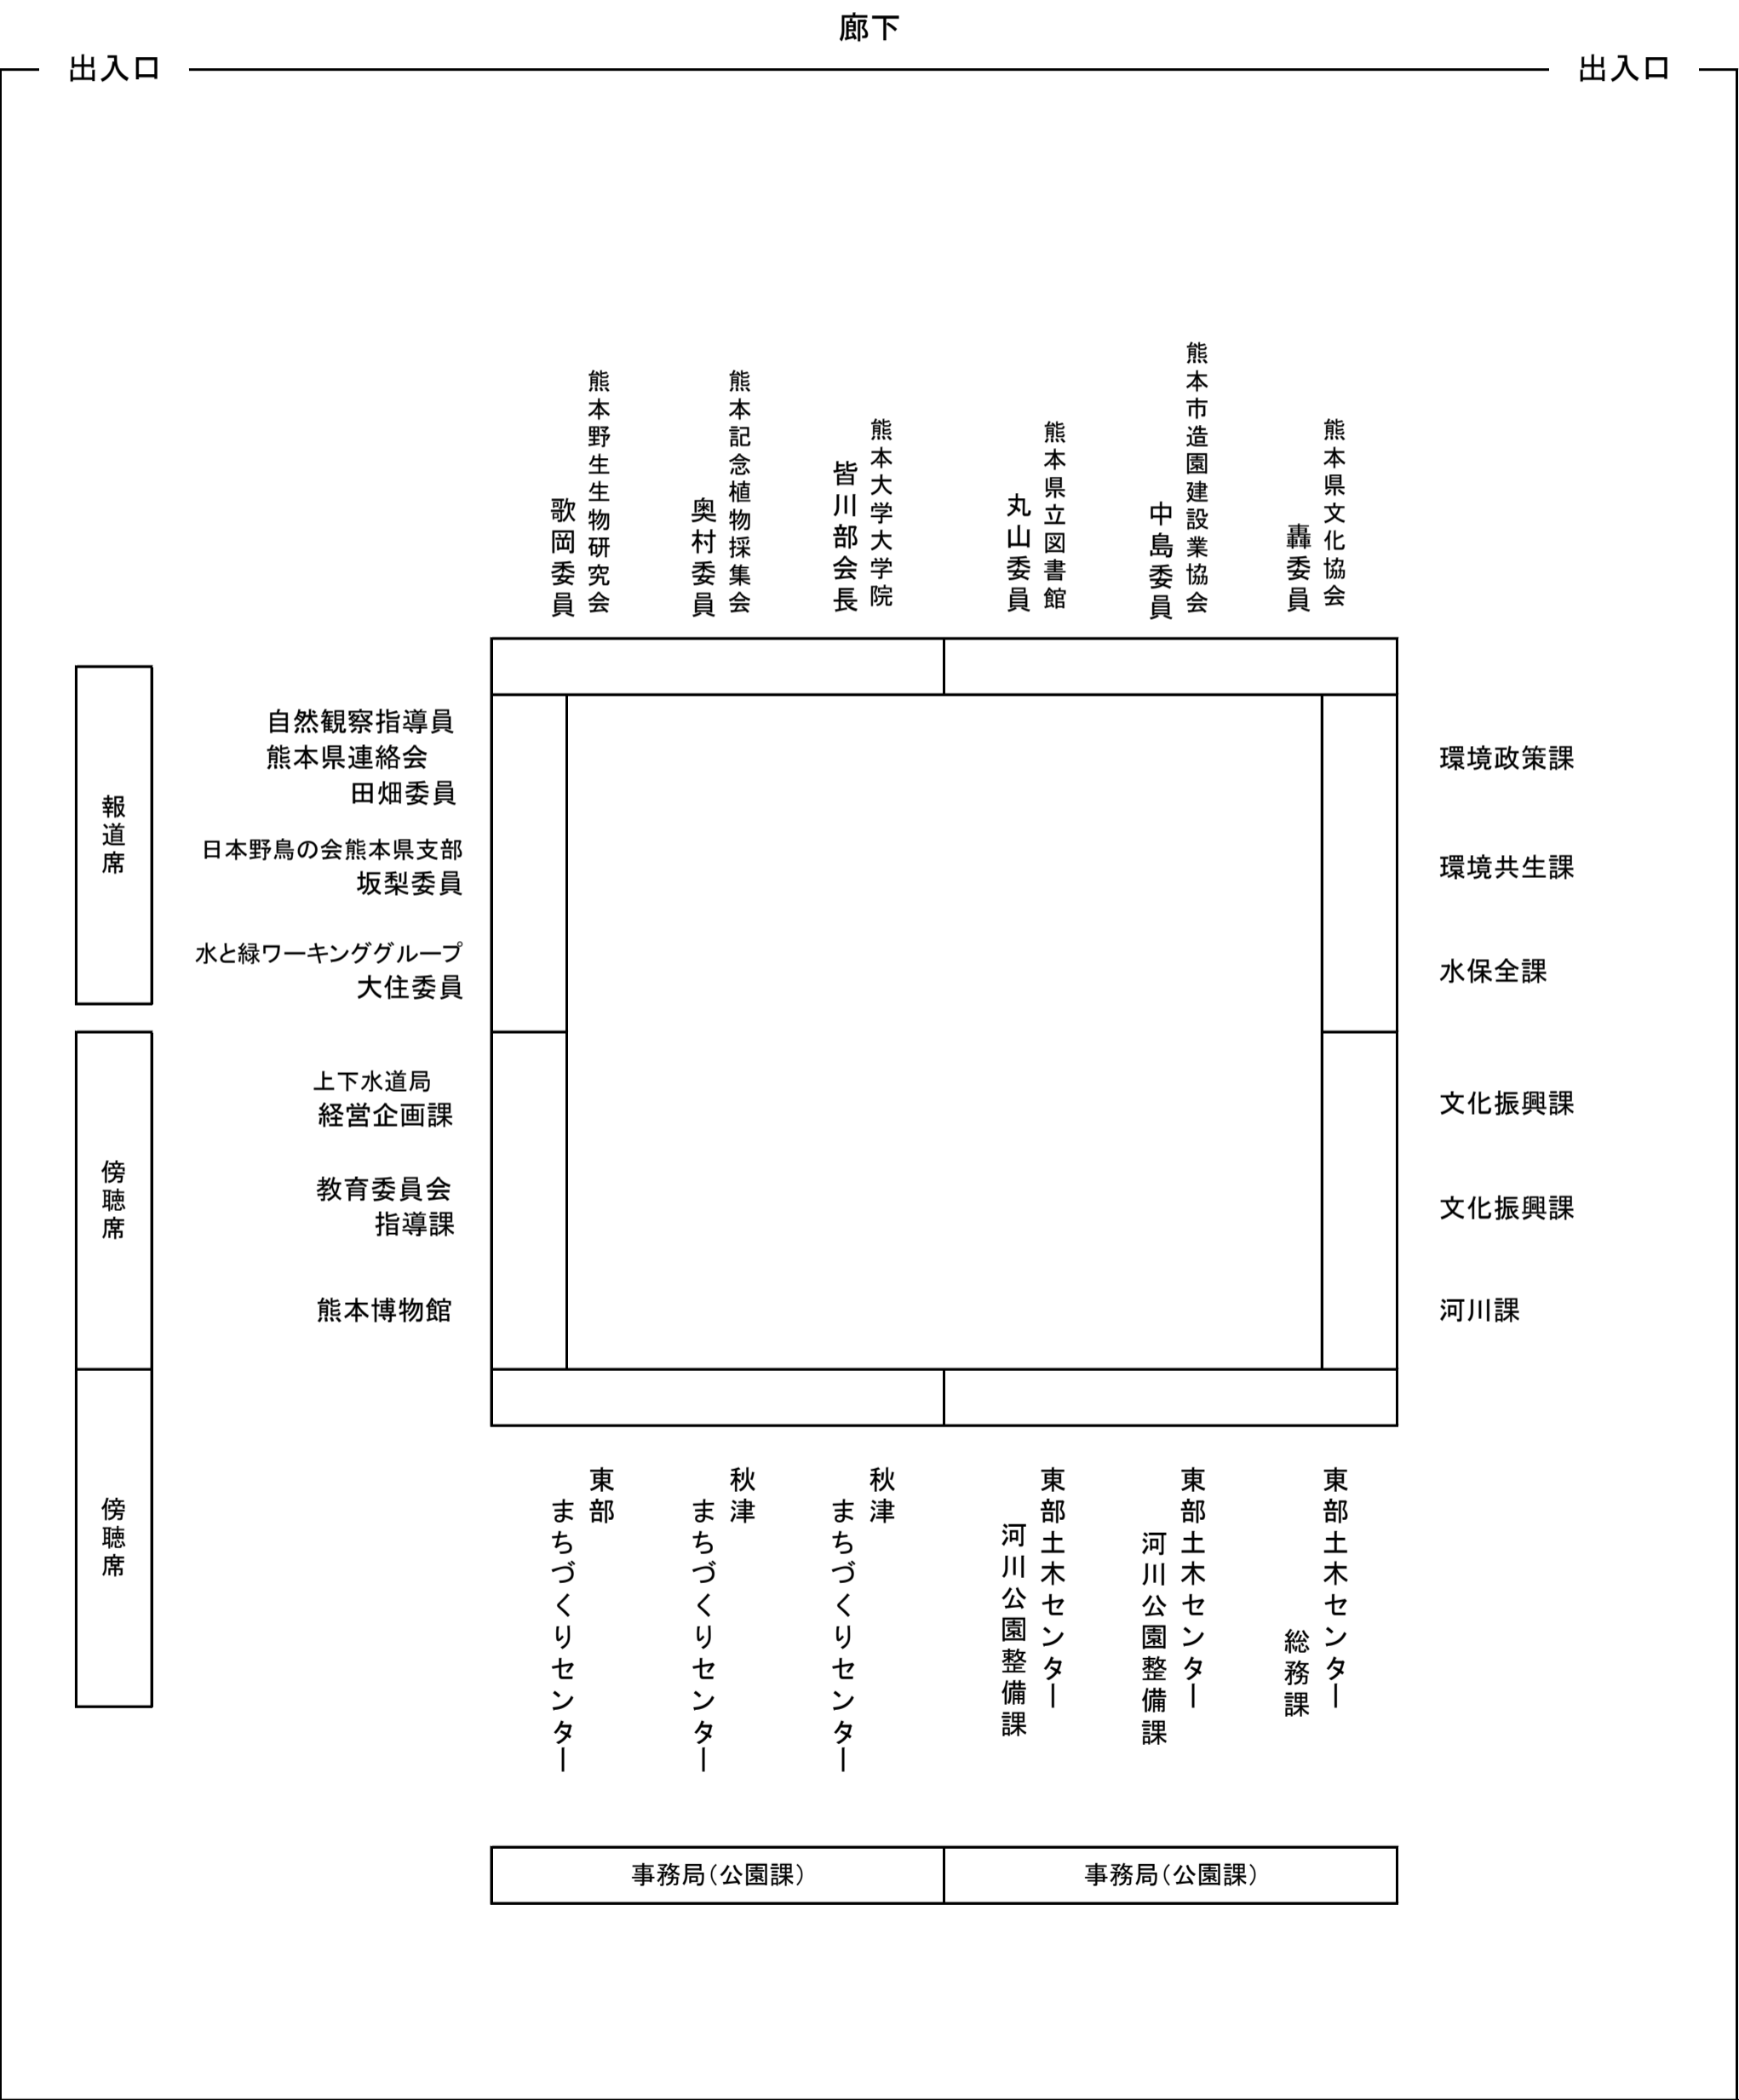 廊下
出入口
出入口
熊本野生生物研究会
歌岡委員
熊本記念植物採集会
奥村委員
熊本大学大学院
皆川部会長
熊本県立図書館
丸山委員
熊本市造園建設業協会
中島委員
熊本県文化協会
轟委員
報道席
傍聴席
傍聴席
自然観察指導員
熊本県連絡会
田畑委員
日本野鳥の会熊本県支部
坂梨委員
水と緑ワーキンググループ
大住委員
上下水道局
経営企画課
教育委員会
指導課
熊本博物館
環境政策課
環境共生課
水保全課
文化振興課
文化振興課
河川課
東部
まちづくりセンター
秋津
まちづくりセンター
秋津
まちづくりセンター
東部土木センター
河川公園整備課
東部土木センター
河川公園整備課
東部土木センター
総務課
事務局(公園課)
事務局(公園課)